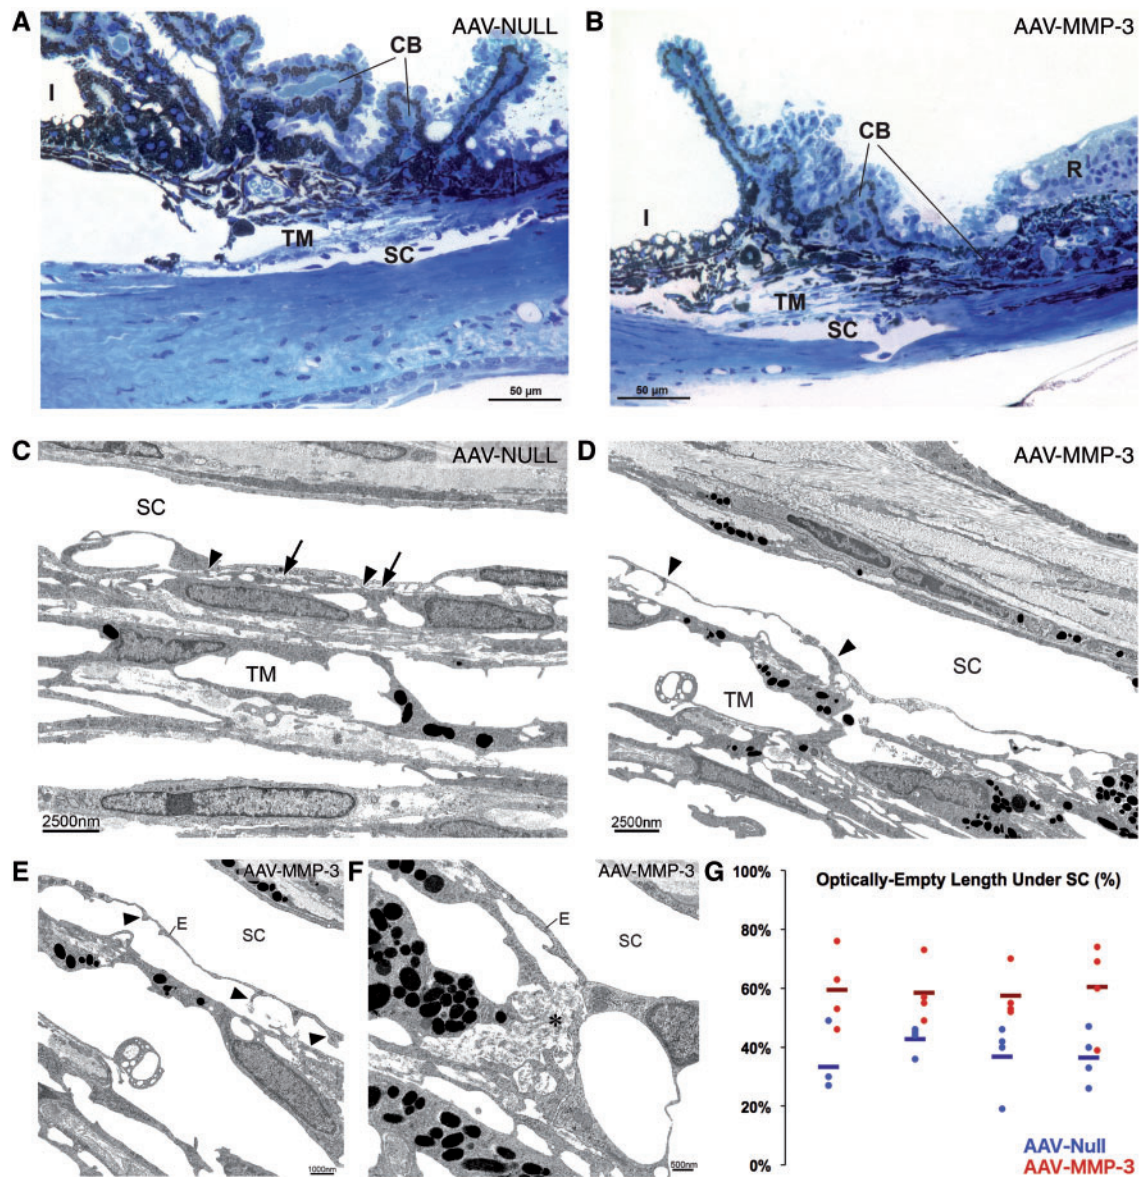 A
AAV-NULL
CB
I
TM
SC
50 µm
B
AAV-MMP-3
CB
R
I
TM
SC
50 µm
C
AAV-NULL
SC
TM
2500nm
D
AAV-MMP-3
SC
TM
2500nm
E
AAV-MMP-3
E
SC
1000nm
F
AAV-MMP-3
E
SC
*
500nm
G
Optically-Empty Length Under SC (%)
100%
80%
60%
40%
20%
0%
AAV-Null
AAV-MMP-3